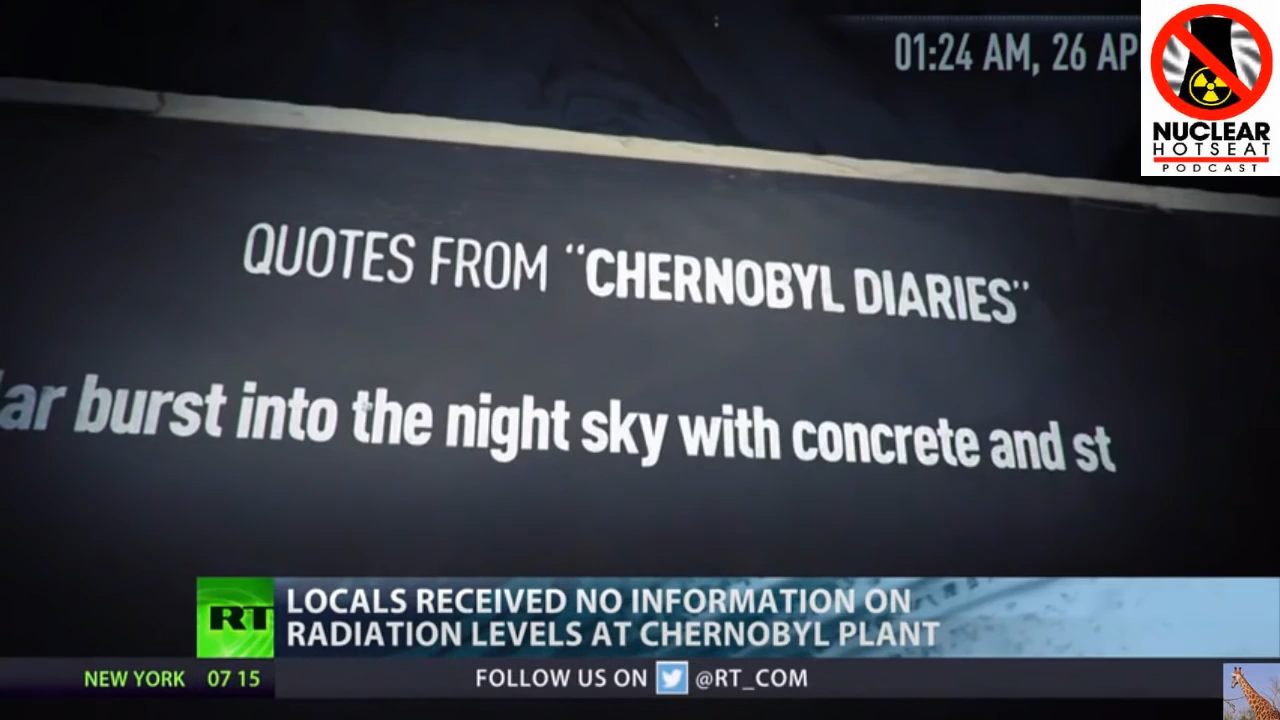 01:24 AM, 26 AP
NUCLEAR
HOTSEAT
PODCAST
QUOTES FROM “CHERNOBYL DIARIES”
ar burst into the night sky with concrete and st
RT
LOCALS RECEIVED NO INFORMATION ON
RADIATION LEVELS AT CHERNOBYL PLANT
NEW YORK 07 15
FOLLOW US ON @RT_COM